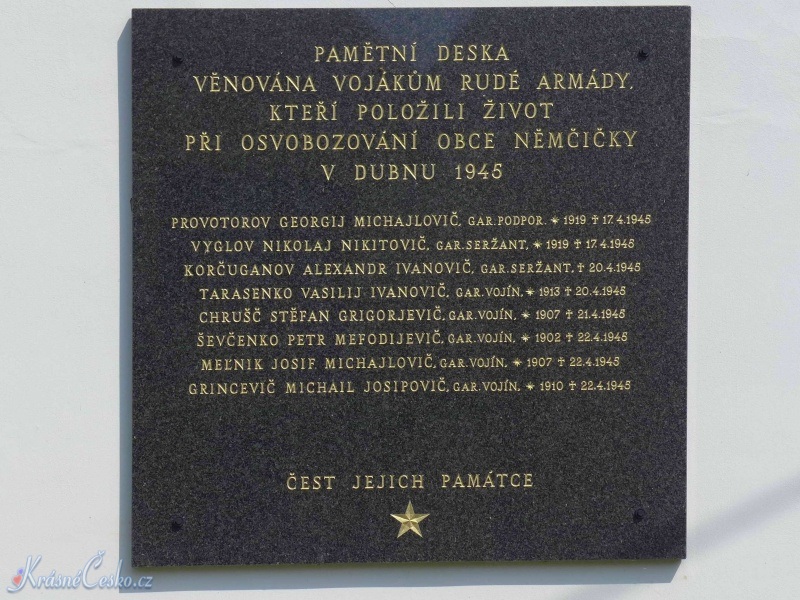 PAMĚTNÍ DESKA
VĚNOVÁNA VOJÁKŮM RUDÉ ARMÁDY,
KTEŘÍ POLOŽILI ŽIVOT
PŘI OSVOBOZOVÁNÍ OBCE NĚMČIČKY
V DUBNU 1945
PROVOTOROV GEORGIJ MICHAJLOVIČ, GAR.PODPOR. * 1919 † 17.4.1945
VYGLOV NIKOLAJ NIKITOVIČ, GAR.SERŽANT, * 1919 † 17.4.1945
KORČUGANOV ALEXANDR IVANOVIČ, GAR.SERŽANT, † 20.4.1945
TARASENKO VASILIJ IVANOVIČ, GAR.VOJÍN, * 1913 † 20.4.1945
CHRUŠČ STĚFAN GRIGORJEVIČ, GAR.VOJÍN, * 1907 † 21.4.1945
ŠEVČENKO PETR MEFODIJEVIČ, GAR.VOJÍN, * 1902 † 22.4.1945
MEĽNIK JOSIF MICHAJLOVIČ, GAR.VOJÍN, * 1907 † 22.4.1945
GRINCEVIČ MICHAIL JOSIPOVIČ, GAR.VOJÍN, * 1910 † 22.4.1945
ČEST JEJICH PAMÁTCE
KrásnéČesko.cz